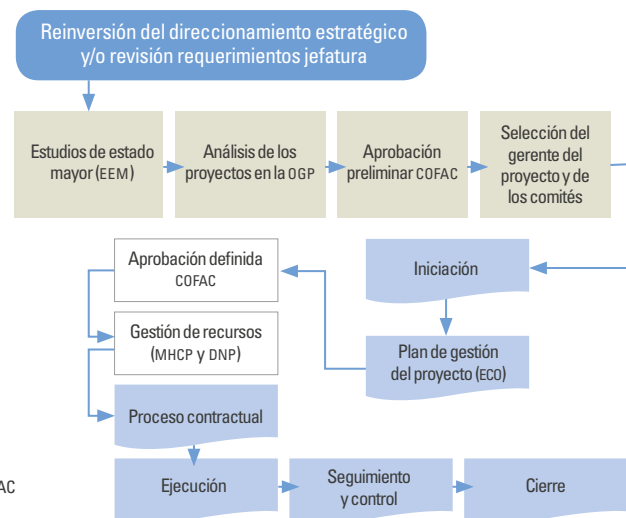 Reinversión del direccionamiento estratégico
y/o revisión requerimientos jefatura
Estudios de estado
mayor (EEM)
Análisis de los
proyectos en la OGP
Aprobación
preliminar COFAC
Selección del
gerente del
proyecto y de
los comités
Iniciación
Plan de gestión
del proyecto (ECO)
Aprobación definida
COFAC
Gestión de recursos
(MHCP y DNP)
Proceso contractual
Ejecución
Seguimiento
y control
Cierre